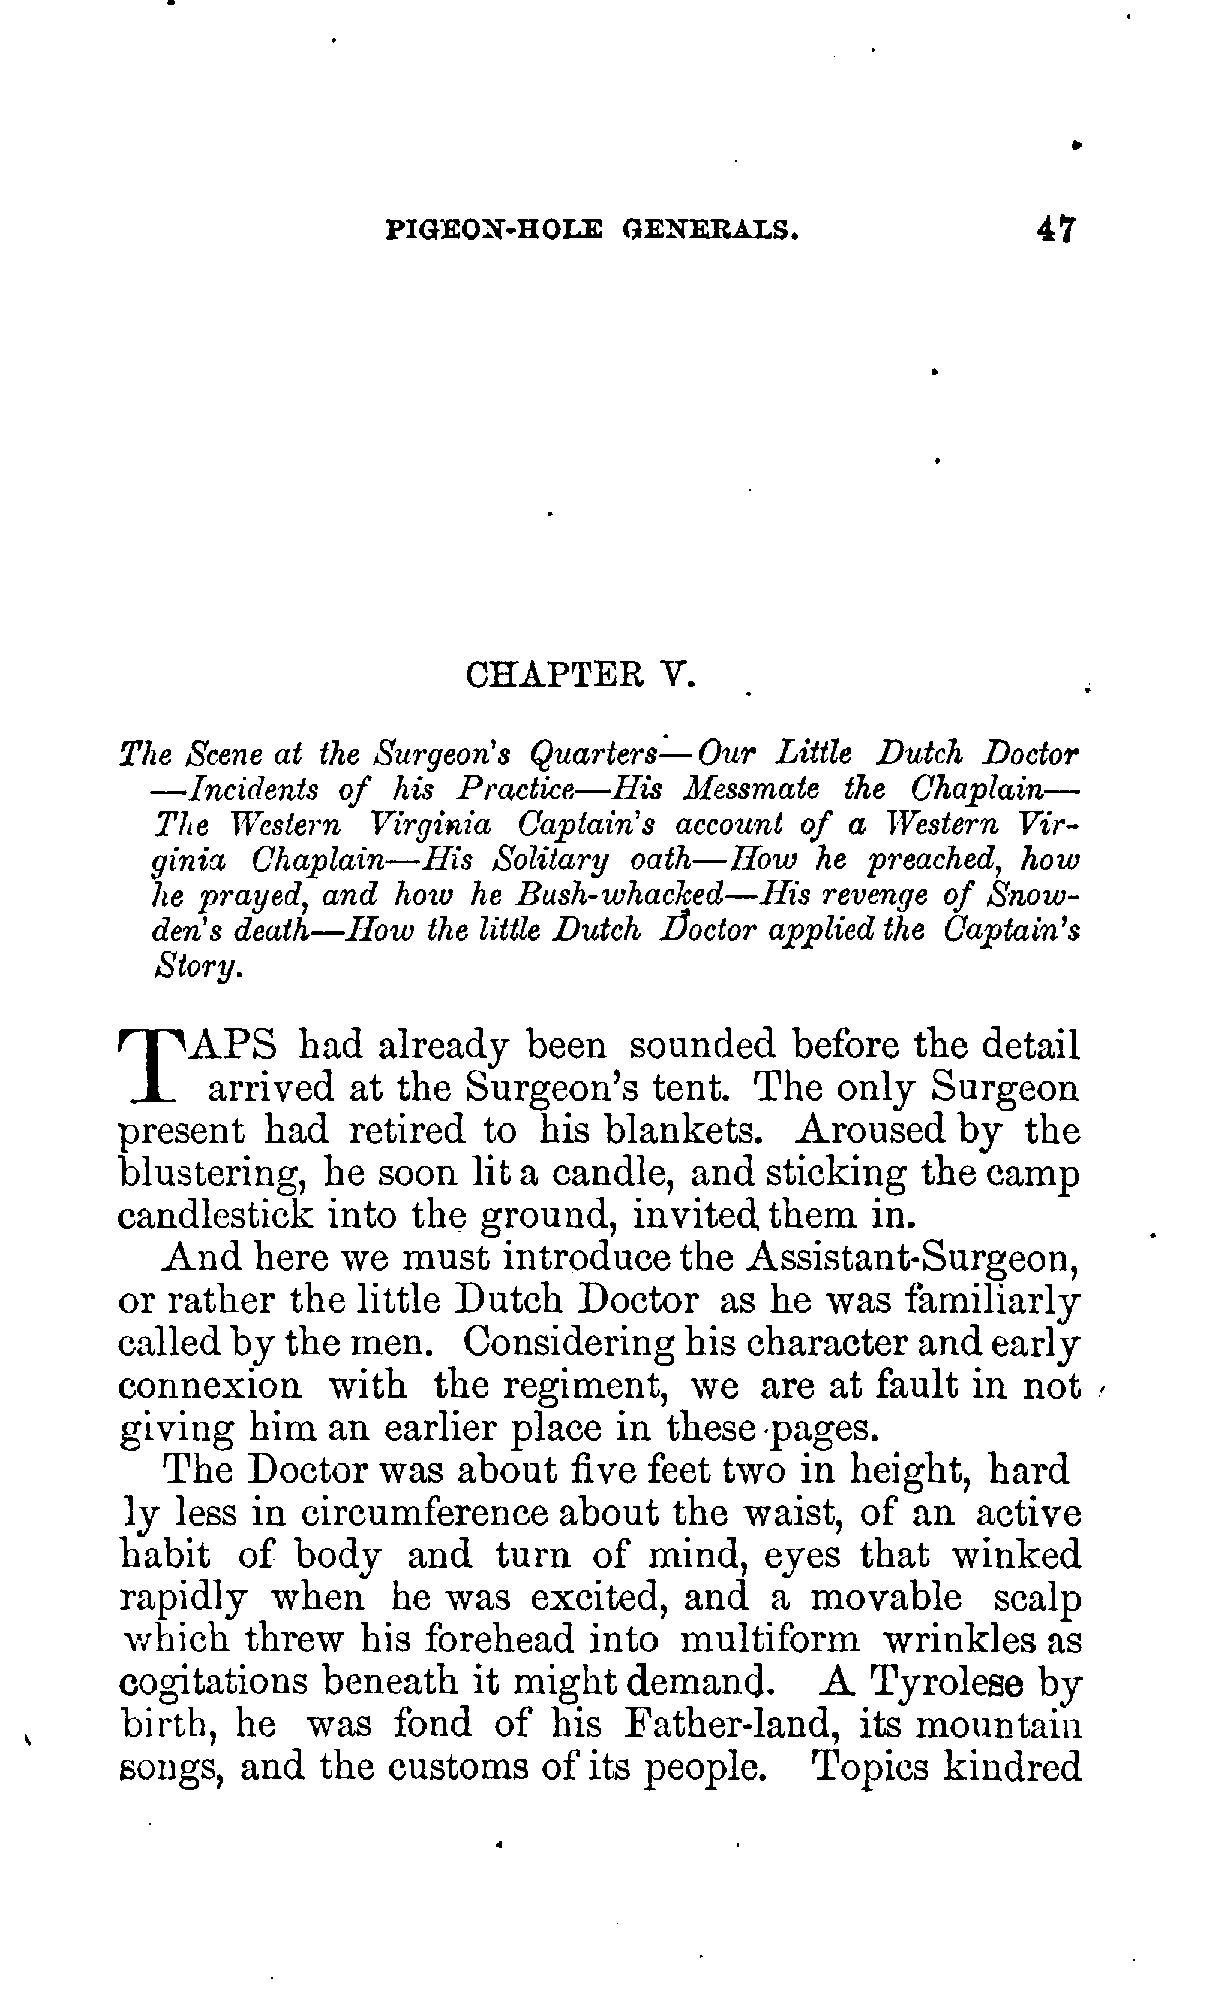 PIGEON-HOLE GENERALS. 47
CHAPTER V.
The Scene at the Surgeon's Quarters—Our Little Dutch Doctor
—Incidents of his Practice—His Messmate the Chaplain—
The Western Virginia Captain's account of a Western Vir-
ginia Chaplain—His Solitary oath—How he preached, how
he prayed, and how he Bush-whacked—His revenge of Snow-
den's death—How the little Dutch Doctor applied the Captain's
Story.
TAPS had already been sounded before the detail
arrived at the Surgeon's tent. The only Surgeon
present had retired to his blankets. Aroused by the
blustering, he soon lit a candle, and sticking the camp
candlestick into the ground, invited them in.
And here we must introduce the Assistant-Surgeon,
or rather the little Dutch Doctor as he was familiarly
called by the men. Considering his character and early
connexion with the regiment, we are at fault in not
giving him an earlier place in these pages.
The Doctor was about five feet two in height, hard
ly less in circumference about the waist, of an active
habit of body and turn of mind, eyes that winked
rapidly when he was excited, and a movable scalp
which threw his forehead into multiform wrinkles as
cogitations beneath it might demand. A Tyrolese by
birth, he was fond of his Father-land, its mountain
songs, and the customs of its people. Topics kindred